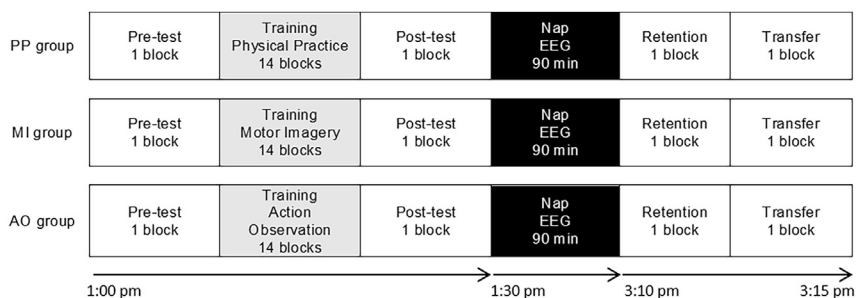 PP group
Pre-test
1 block
Training
Physical Practice
14 blocks
Post-test
1 block
Nap
EEG
90 min
Retention
1 block
Transfer
1 block
MI group
Pre-test
1 block
Training
Motor Imagery
14 blocks
Post-test
1 block
Nap
EEG
90 min
Retention
1 block
Transfer
1 block
AO group
Pre-test
1 block
Training
Action
Observation
14 blocks
Post-test
1 block
Nap
EEG
90 min
Retention
1 block
Transfer
1 block
1:00 pm
1:30 pm
3:10 pm
3:15 pm